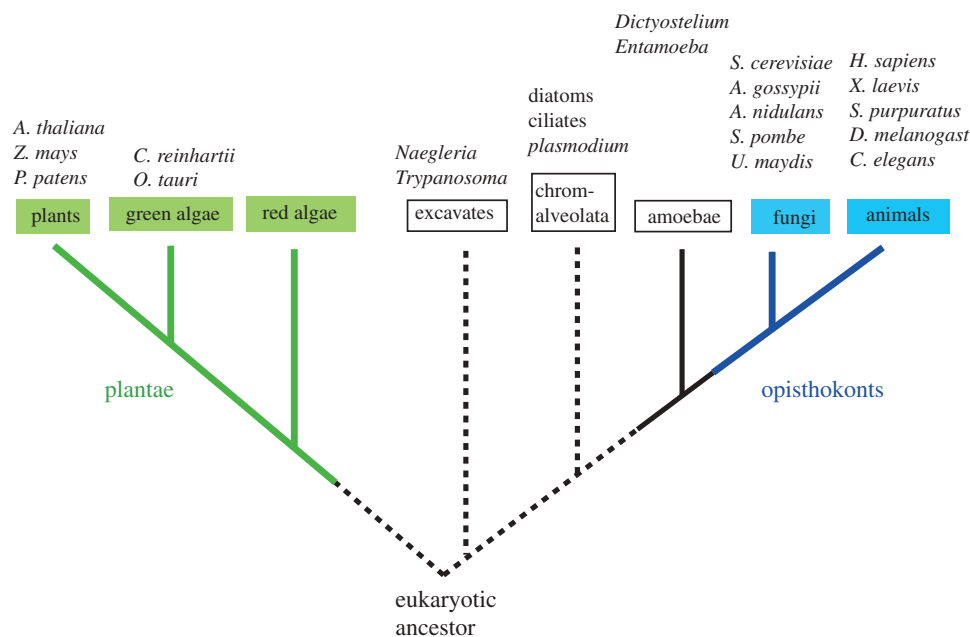 Dictyostelium
Entamoeba
S. cerevisiae
A. gossypii
A. nidulans
S. pombe
U. maydis
H. sapiens
X. laevis
S. purpuratus
D. melanogast
C. elegans
diatoms
ciliates
plasmodium
A. thaliana
Z. mays
P. patens
C. reinhartii
O. tauri
Naegleria
Trypanosoma
plants
green algae
red algae
excavates
chrom-
alveolata
amoebae
fungi
animals
plantae
opisthokonts
eukaryotic
ancestor